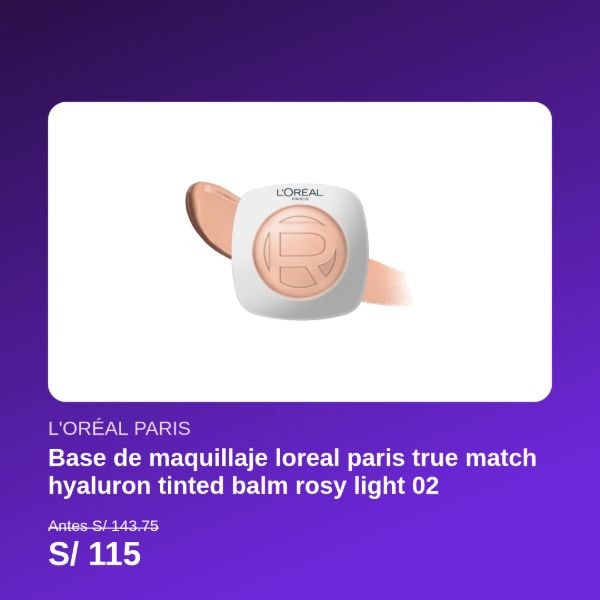 L'ORÉAL
PARIS
L'ORÉAL PARIS
Base de maquillaje loreal paris true match
hyaluron tinted balm rosy light 02
Antes S/ 143.75
S/ 115